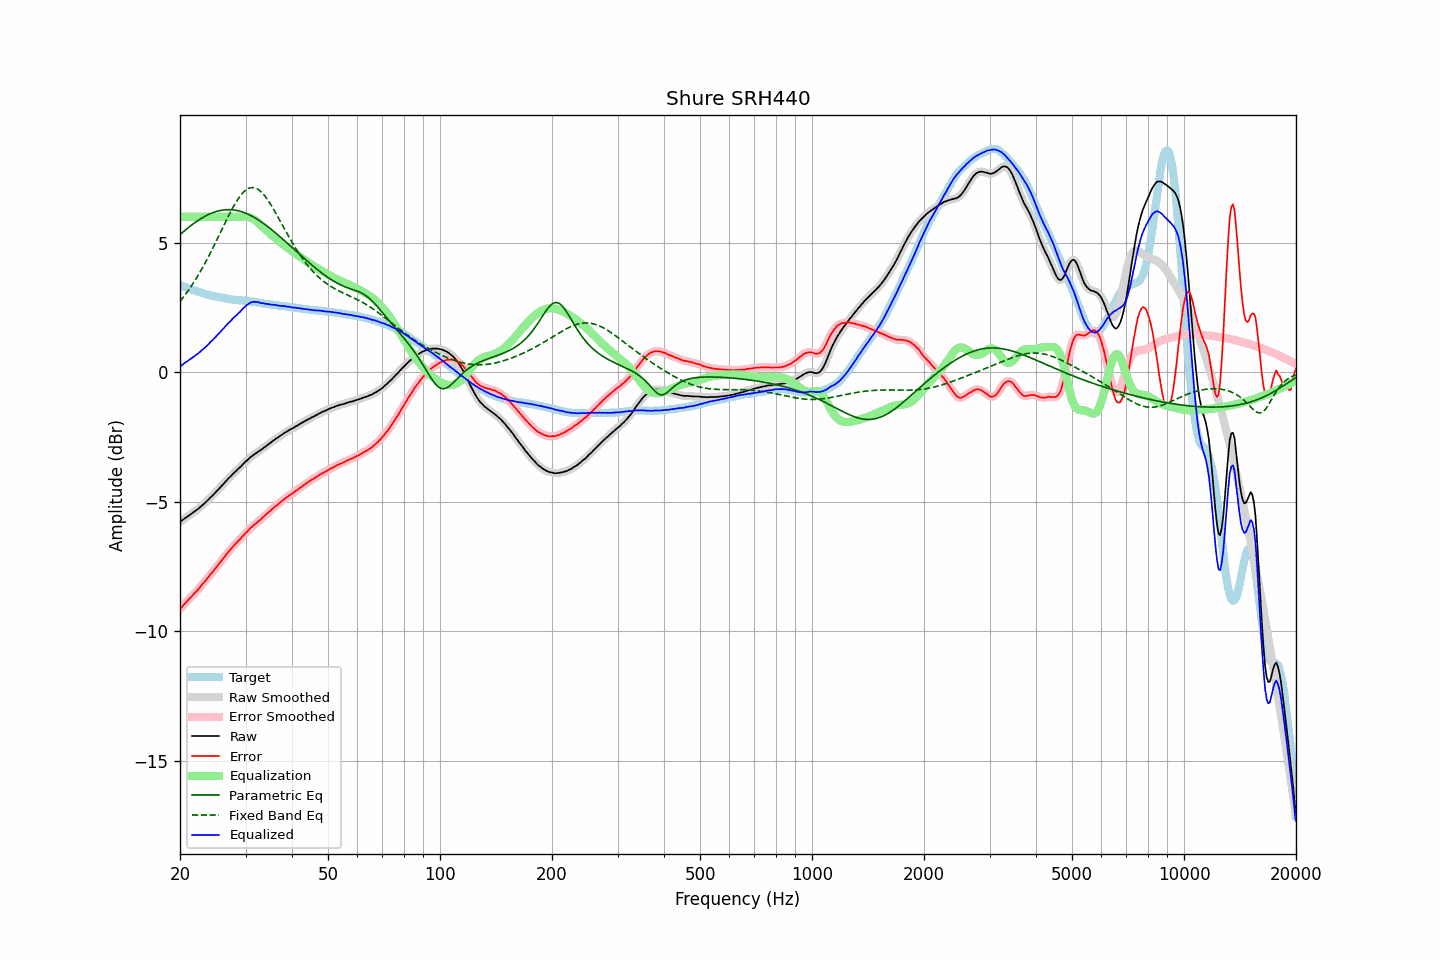 Shure SRH440
Amplitude (dBr)
5
0
−5
−10
−15
Target
Raw Smoothed
Error Smoothed
Raw
Error
Equalization
Parametric Eq
Fixed Band Eq
Equalized
20 50 100 200 500 1000 2000 5000 10000 20000
Frequency (Hz)